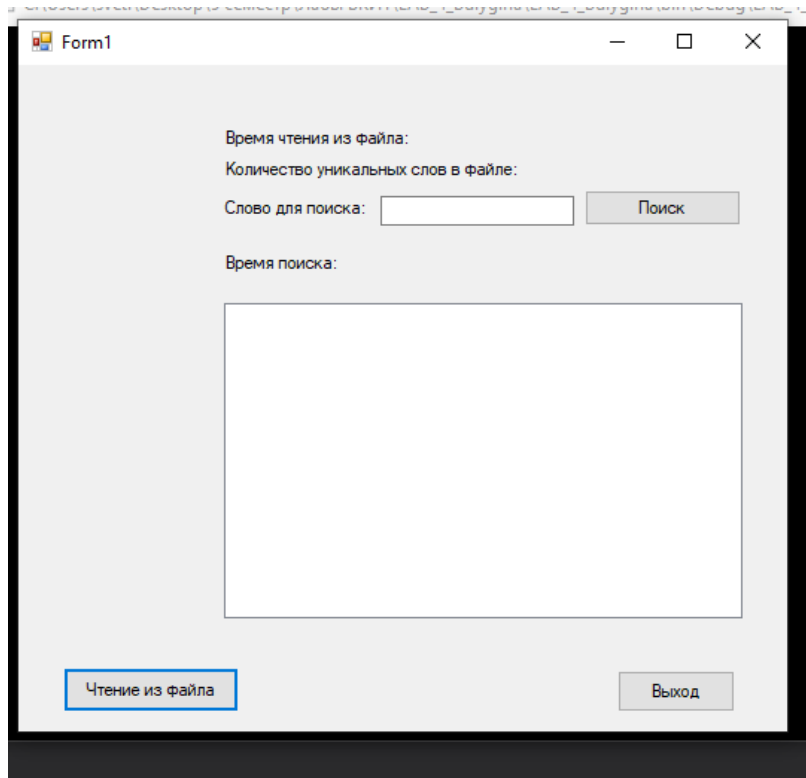 Form1
Время чтения из файла:
Количество уникальных слов в файле:
Слово для поиска:
Поиск
Время поиска:
Чтение из файла
Выход